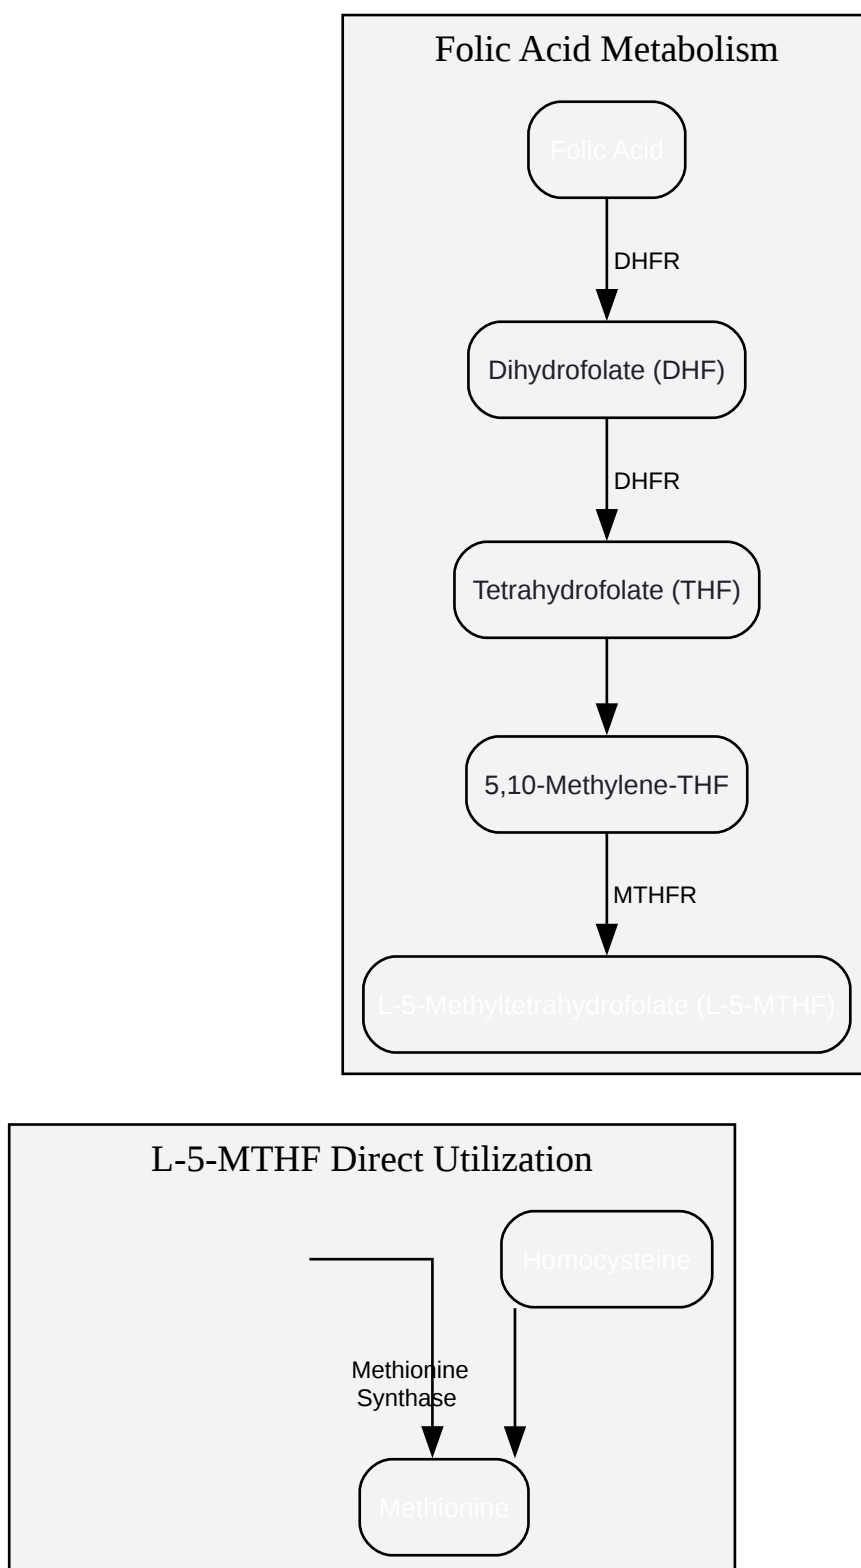 Folic Acid Metabolism
Folic Acid
DHFR
Dihydrofolate (DHF)
DHFR
Tetrahydrofolate (THF)
5,10-Methylene-THF
MTHFR
L-5-Methyltetrahydrofolate (L-5-MTHF)
L-5-MTHF Direct Utilization
Homocysteine
Methionine
Synthase
Methionine